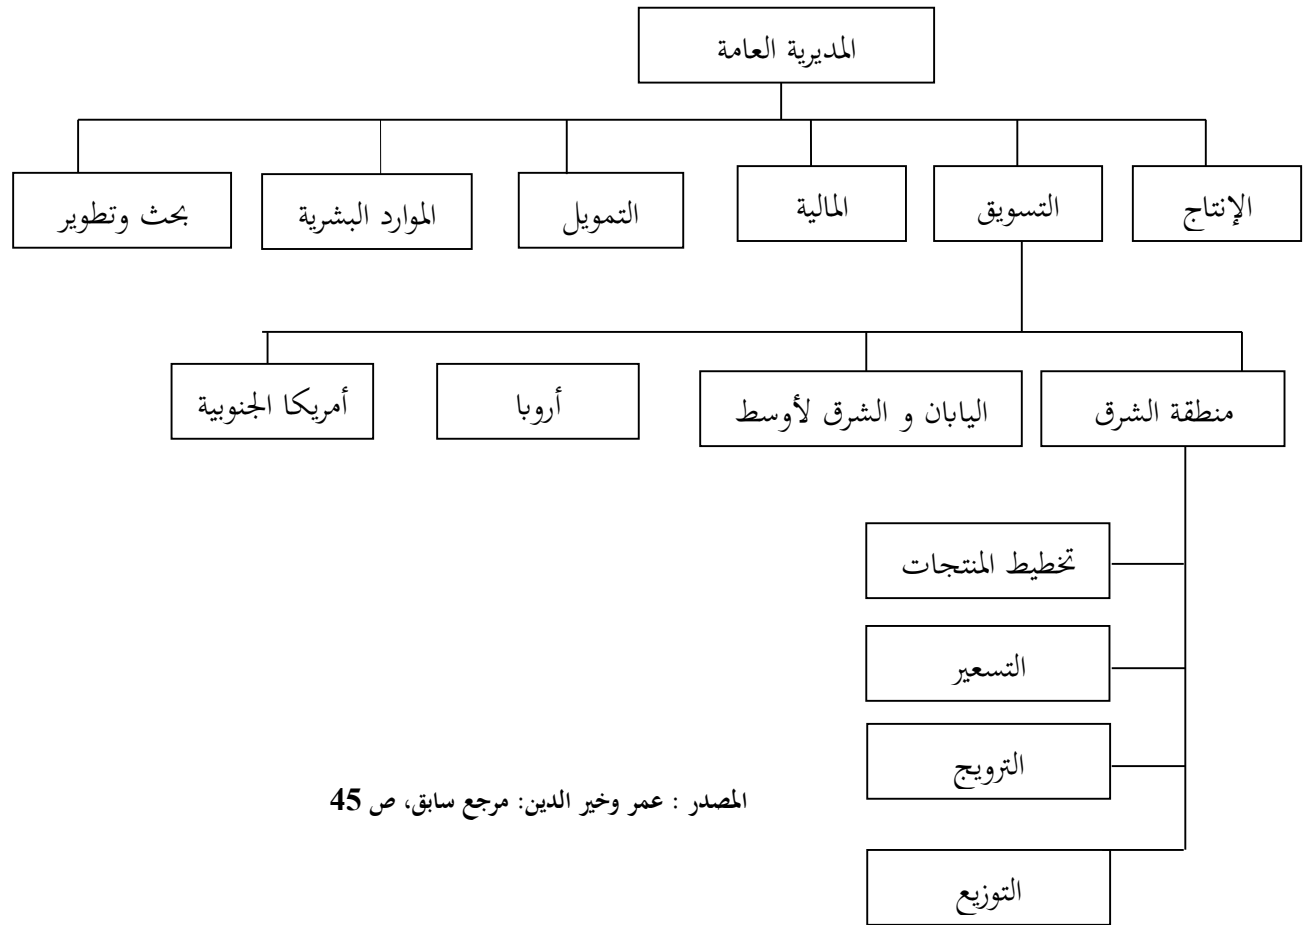 المديرية العامة
الإنتاج
التسويق
المالية
التمويل
الموارد البشرية
بحث وتطوير
منطقة الشرق
اليابان و الشرق لأوسط
أروبا
أمريكا الجنوبية
تخطيط المنتجات
التسعير
الترويج
المصدر : عمر وخير الدين: مرجع سابق، ص 45
التوزيع